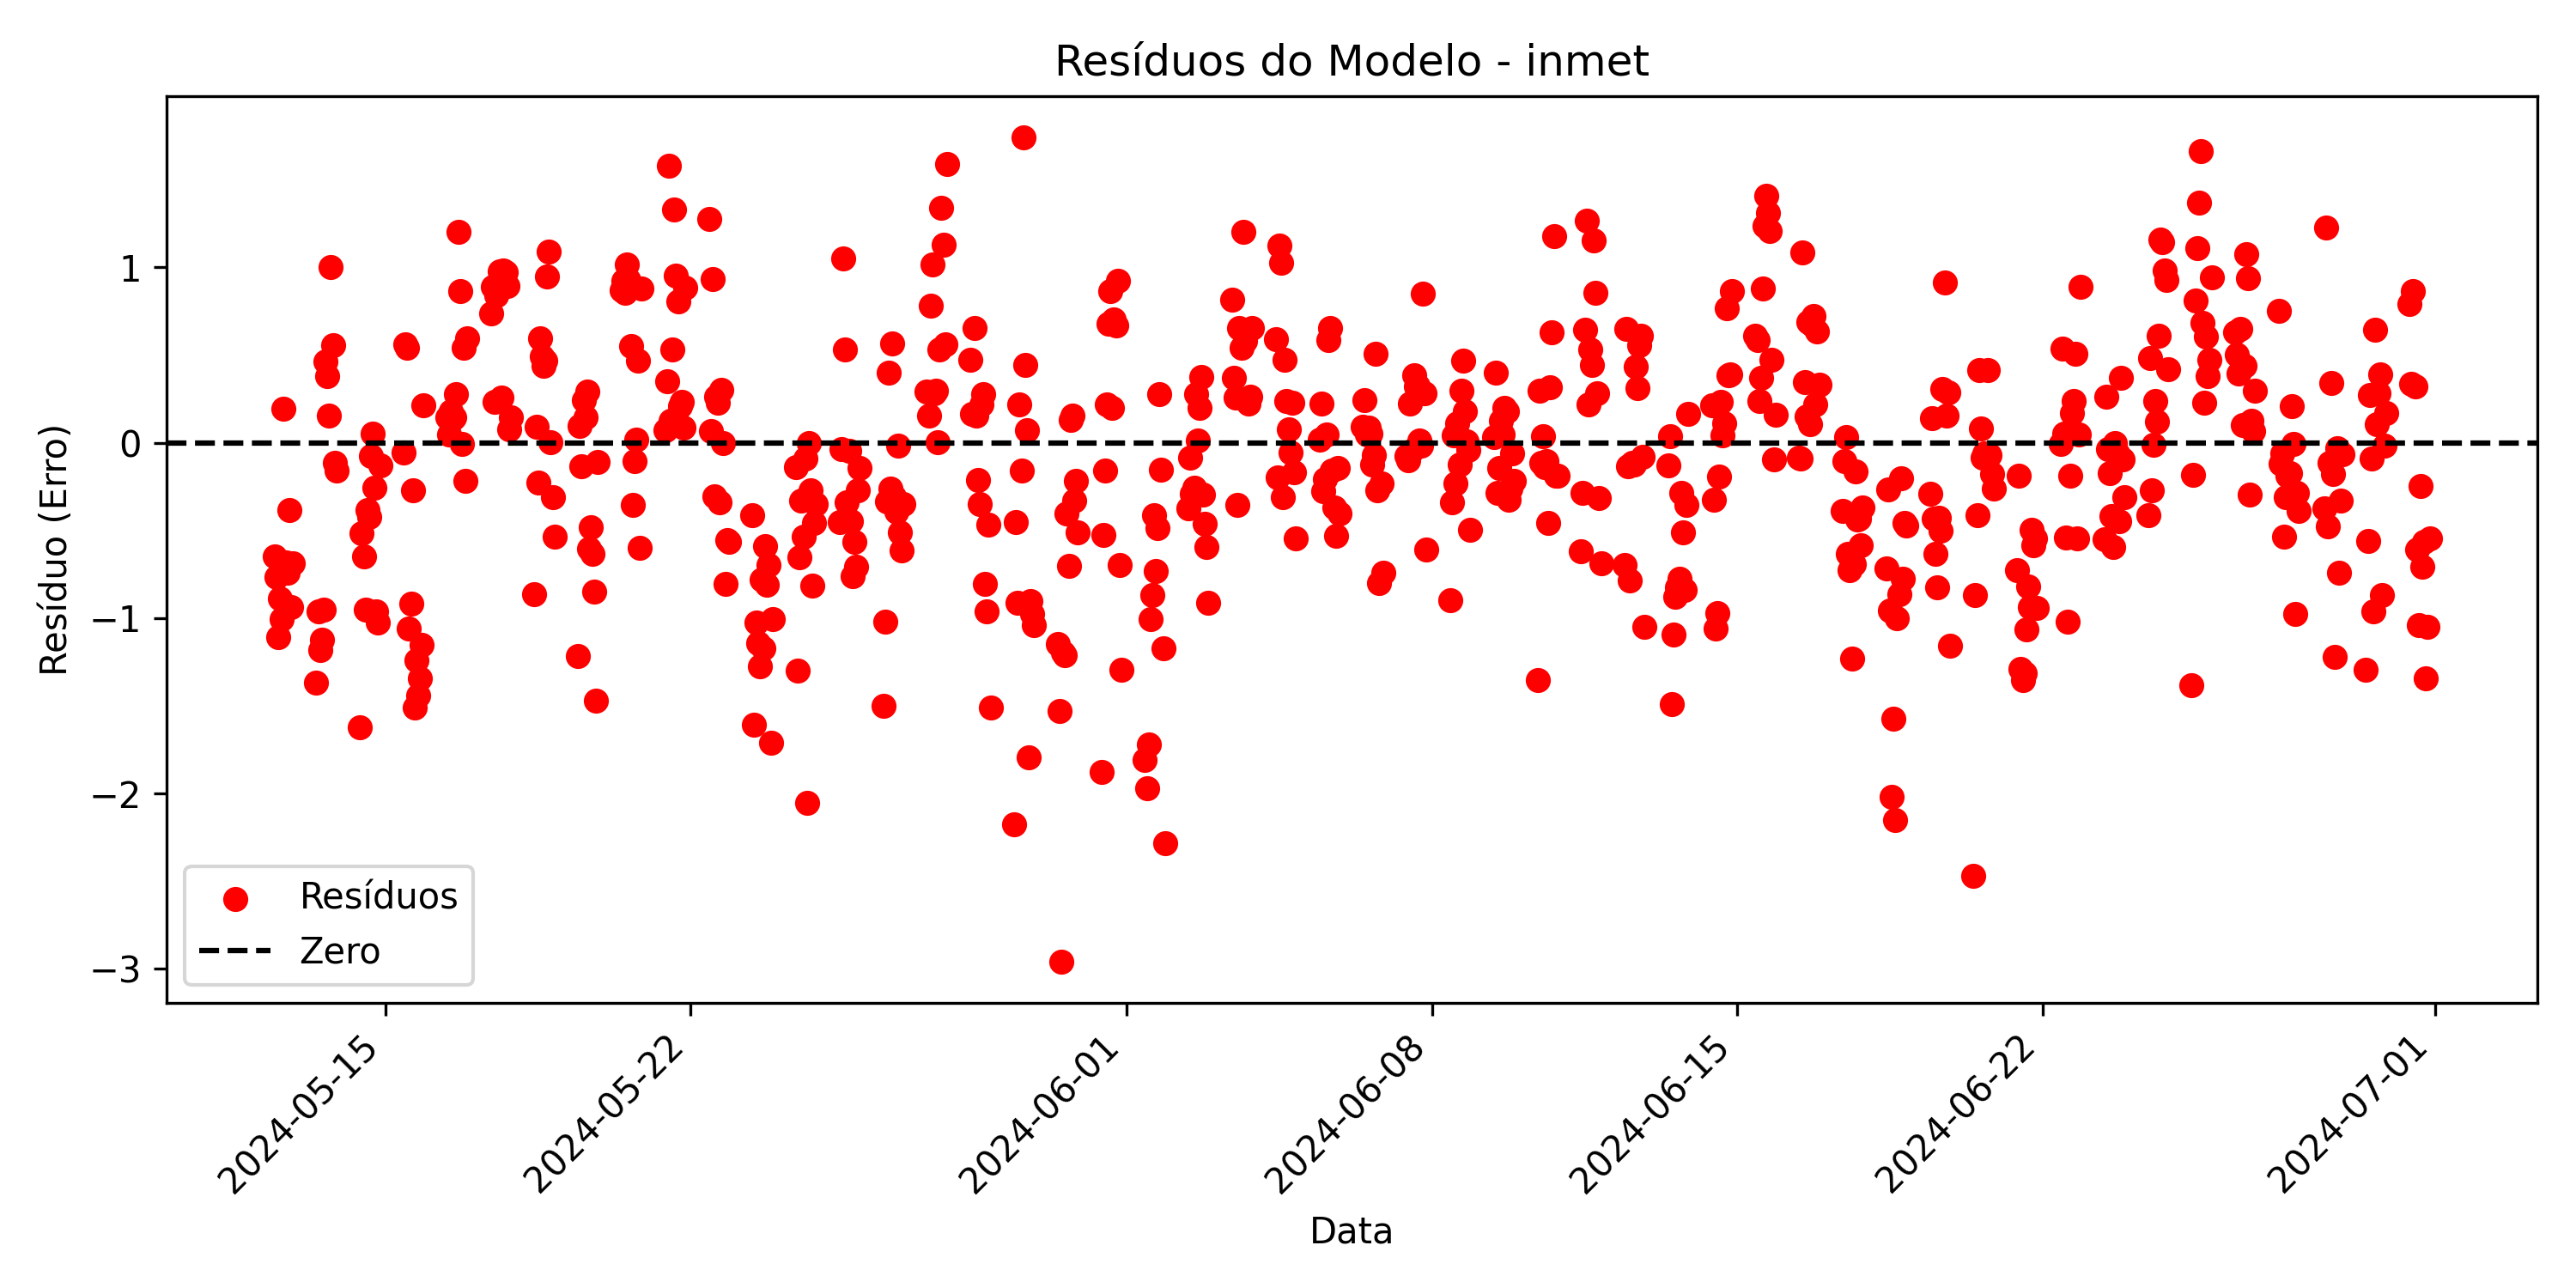 Resíduos do Modelo - inmet
Resíduo (Erro)
1
0
−1
−2
−3
Resíduos
Zero
2024-05-15
2024-05-22
2024-06-01
2024-06-08
2024-06-15
2024-06-22
2024-07-01
Data